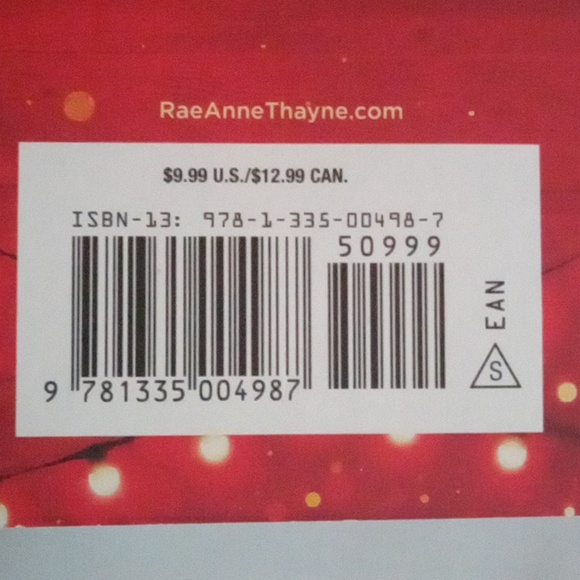 RaeAnneThayne.com
$9.99 U.S./$12.99 CAN.
ISBN-13: 978-1-335-00498-7
50999
9 781335 004987
EAN
S